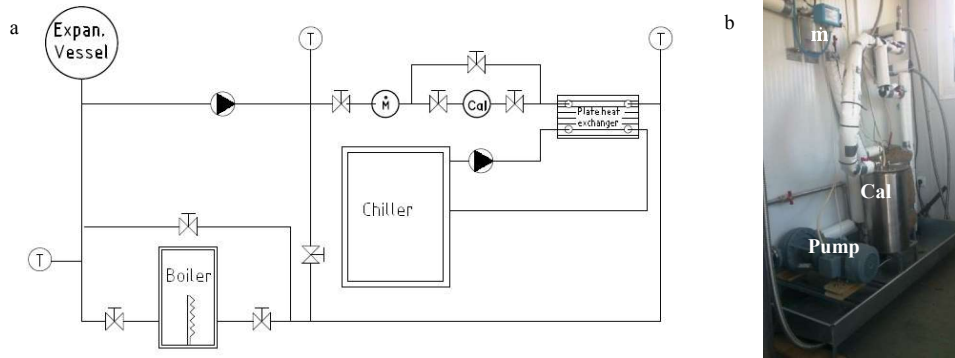 a
Expan.
Vessel
T
T
Ṁ
Cal
Plate heat
exchanger
Chiller
T
Boiler
b
ṁ
Cal
Pump